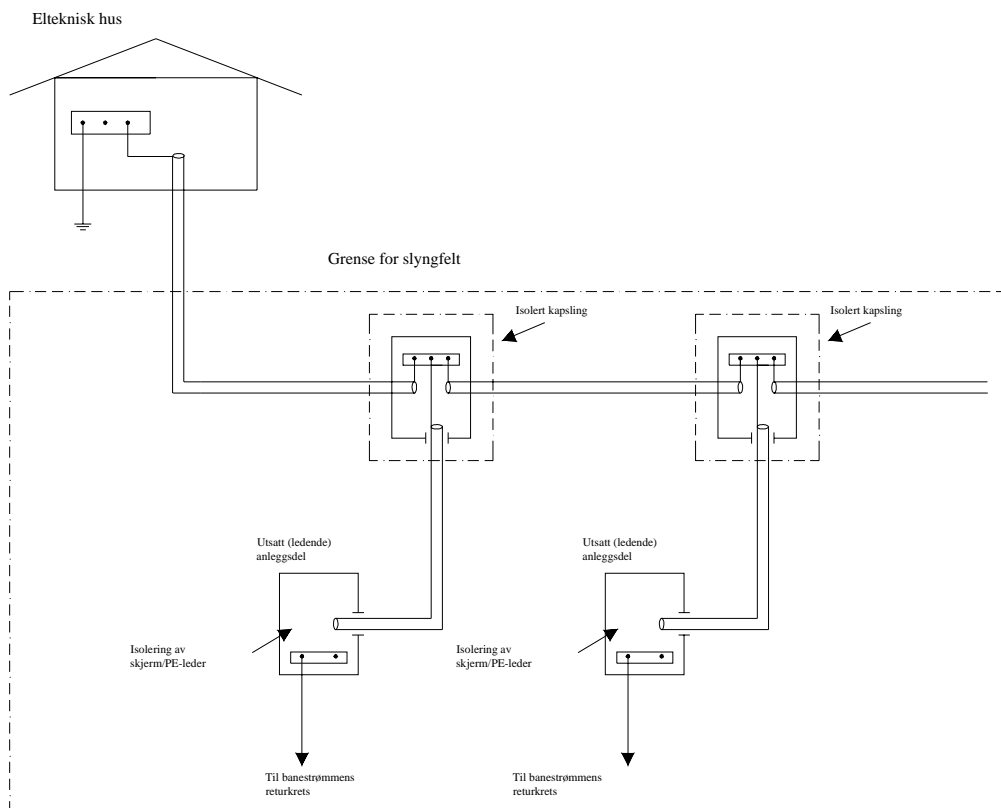 Elteknisk hus
Grense for slyngfelt
Isolert kapsling
Isolert kapsling
Utsatt (ledende)
anleggsdel
Utsatt (ledende)
anleggsdel
Isolering av
skjerm/PE-leder
Isolering av
skjerm/PE-leder
Til banestrømmens
returkrets
Til banestrømmens
returkrets